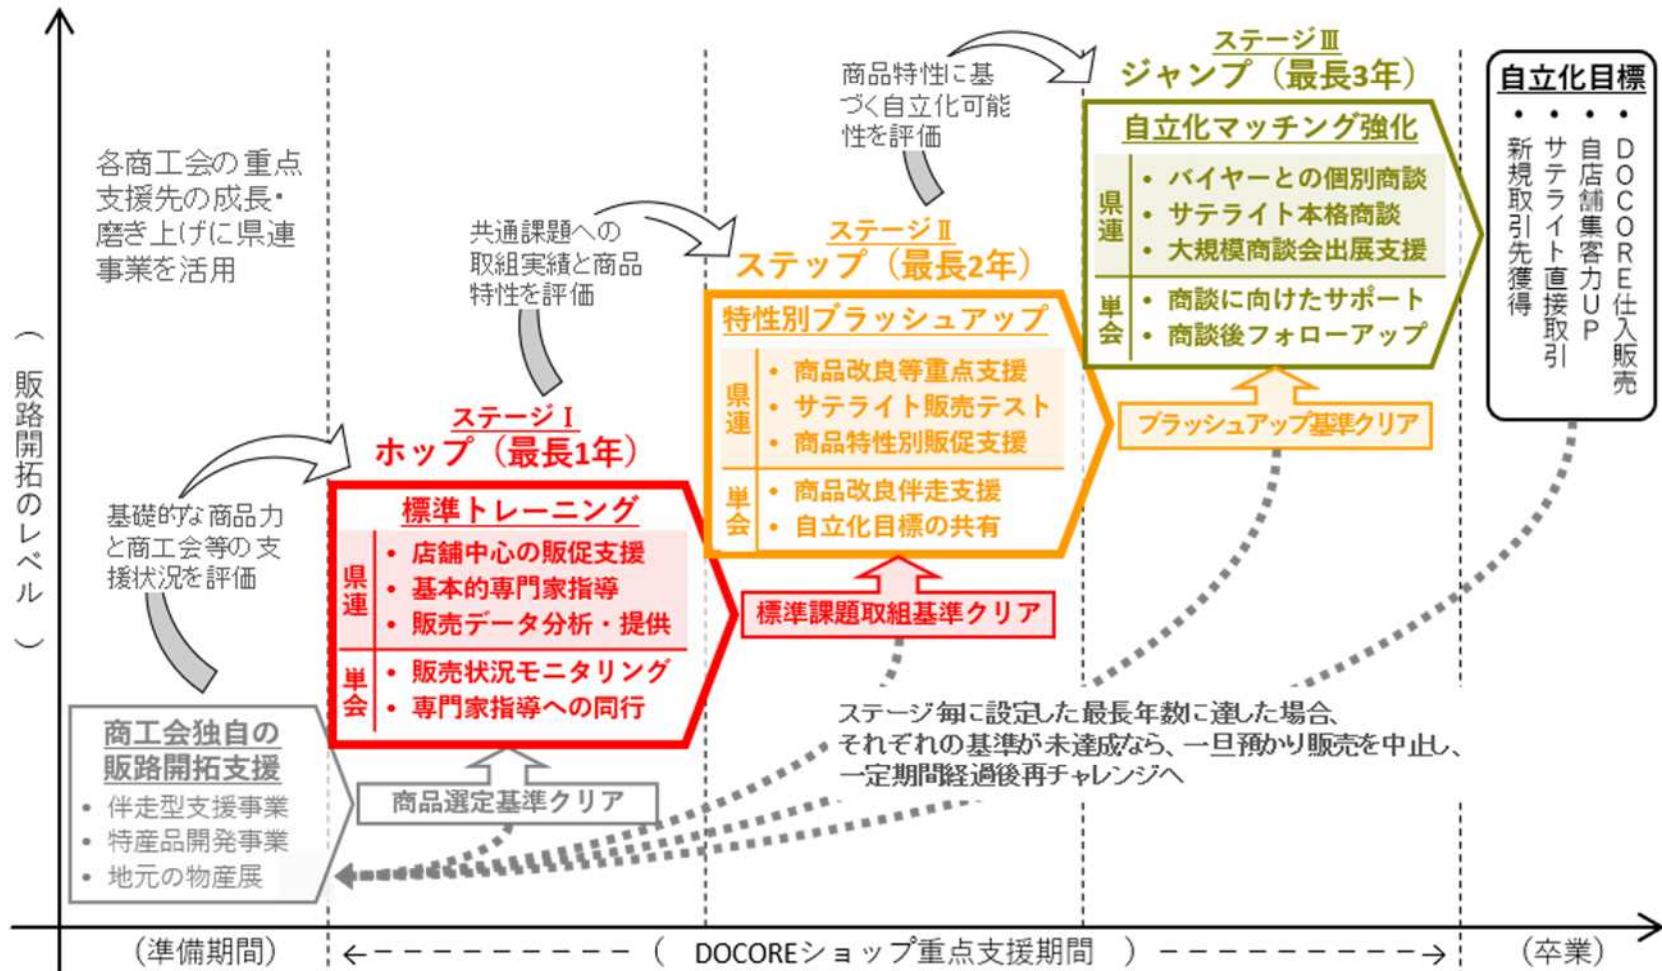 （販路開拓のレベル）
各商工会の重点
支援先の成長・
磨き上げに県連
事業を活用
基礎的な商品力
と商工会等の支
援状況を評価
商工会独自の
販路開拓支援
• 伴走型支援事業
• 特産品開発事業
• 地元の物産展
商品選定基準クリア
ステージⅠ
ホップ（最長1年）
標準トレーニング
県連
• 店舗中心の販促支援
• 基本的専門家指導
• 販売データ分析・提供
単会
• 販売状況モニタリング
• 専門家指導への同行
共通課題への
取組実績と商品
特性を評価
標準課題取組基準クリア
ステージⅡ
ステップ（最長2年）
特性別ブラッシュアップ
県連
• 商品改良等重点支援
• サテライト販売テスト
• 商品特性別販促支援
単会
• 商品改良伴走支援
• 自立化目標の共有
商品特性に基
づく自立化可能
性を評価
ブラッシュアップ基準クリア
ステージⅢ
ジャンプ（最長3年）
自立化マッチング強化
県連
• バイヤーとの個別商談
• サテライト本格商談
• 大規模商談会出展支援
単会
• 商談に向けたサポート
• 商談後フォローアップ
自立化目標
• DOCORE仕入販売
• 自店舗集客力UP
• サテライト直接取引
• 新規取引先獲得
ステージ毎に設定した最長年数に達した場合、
それぞれの基準が未達成なら、一旦預かり販売を中止し、
一定期間経過後再チャレンジへ
（準備期間）
（ DOCOREショップ重点支援期間 ）
（卒業）